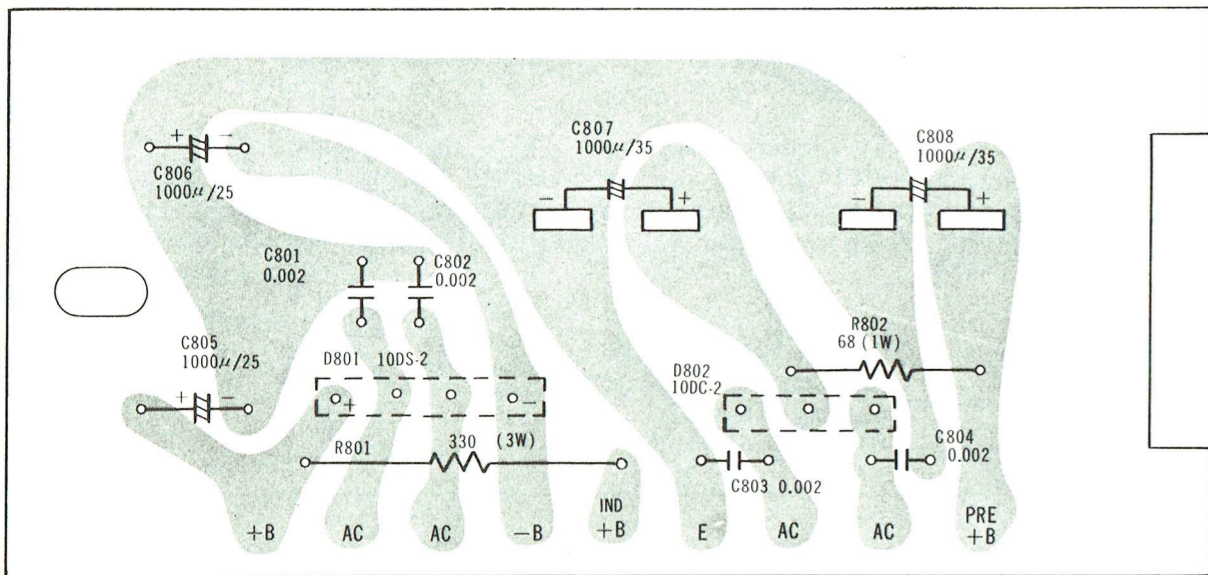 + -
C806
1000μ/25
C807
1000μ/35
- +
C808
1000μ/35
- +
C801
0.002
C802
0.002
C805
1000μ/25
+ -
D801 10DS-2
+ -
R801 330 (3W)
R802
68 (1W)
D802
10DC-2
C803 0.002
C804
0.002
+B
AC
AC
-B
IND
+B
E
AC
AC
PRE
+B